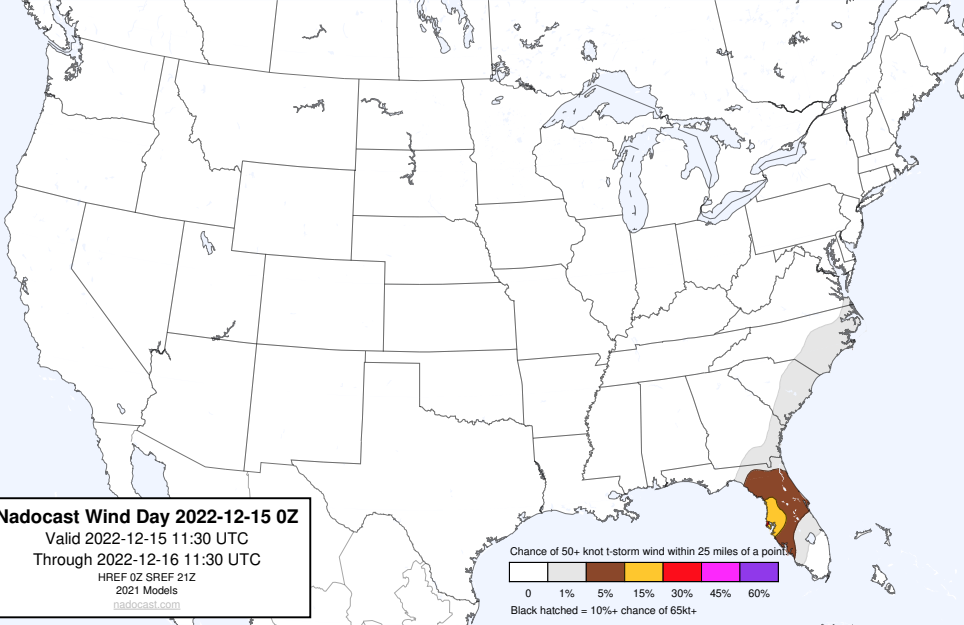 Nadocast Wind Day 2022-12-15 0Z
Valid 2022-12-15 11:30 UTC
Through 2022-12-16 11:30 UTC
HREF 0Z SREF 21Z
2021 Models
nadocast.com
Chance of 50+ knot t-storm wind within 25 miles of a point.
0 1% 5% 15% 30% 45% 60%
Black hatched = 10%+ chance of 65kt+